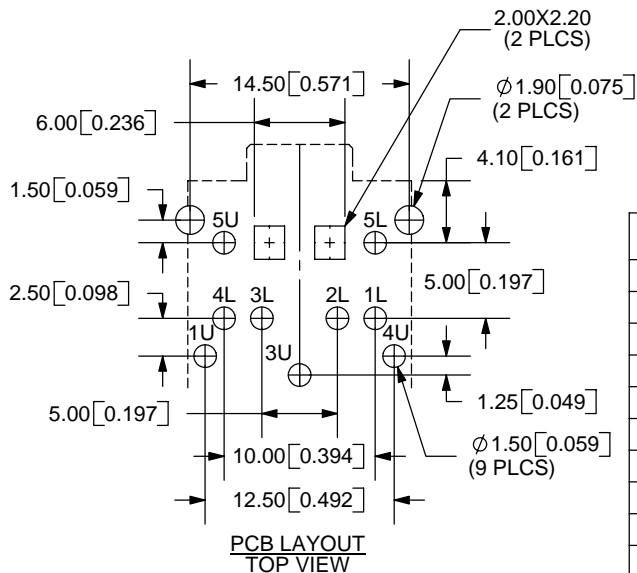 2.00X2.20
(2 PLCS)
14.50[0.571]
∅1.90[0.075]
(2 PLCS)
6.00[0.236]
4.10[0.161]
1.50[0.059]
5U
5L
5.00[0.197]
2.50[0.098]
4L
3L
2L
1L
1U
3U
4U
5.00[0.197]
1.25[0.049]
10.00[0.394]
∅1.50[0.059]
(9 PLCS)
12.50[0.492]
PCB LAYOUT
TOP VIEW